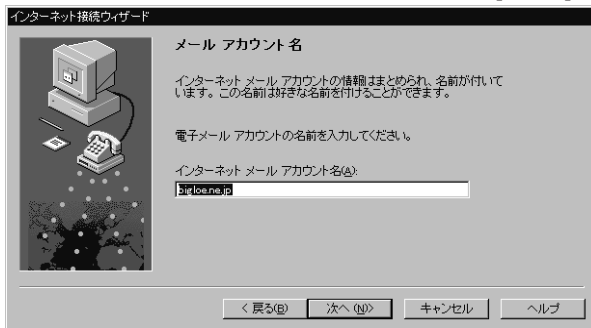 インターネット接続ウィザード
メール アカウント名
インターネット メール アカウントの情報はまとめられ、名前が付いて
います。この名前は好きな名前を付けることができます。
電子メール アカウントの名前を入力してください。
インターネット メール アカウント名(A):
bigloe.ne.jp
< 戻る(B)
次へ (N)>
キャンセル
ヘルプ